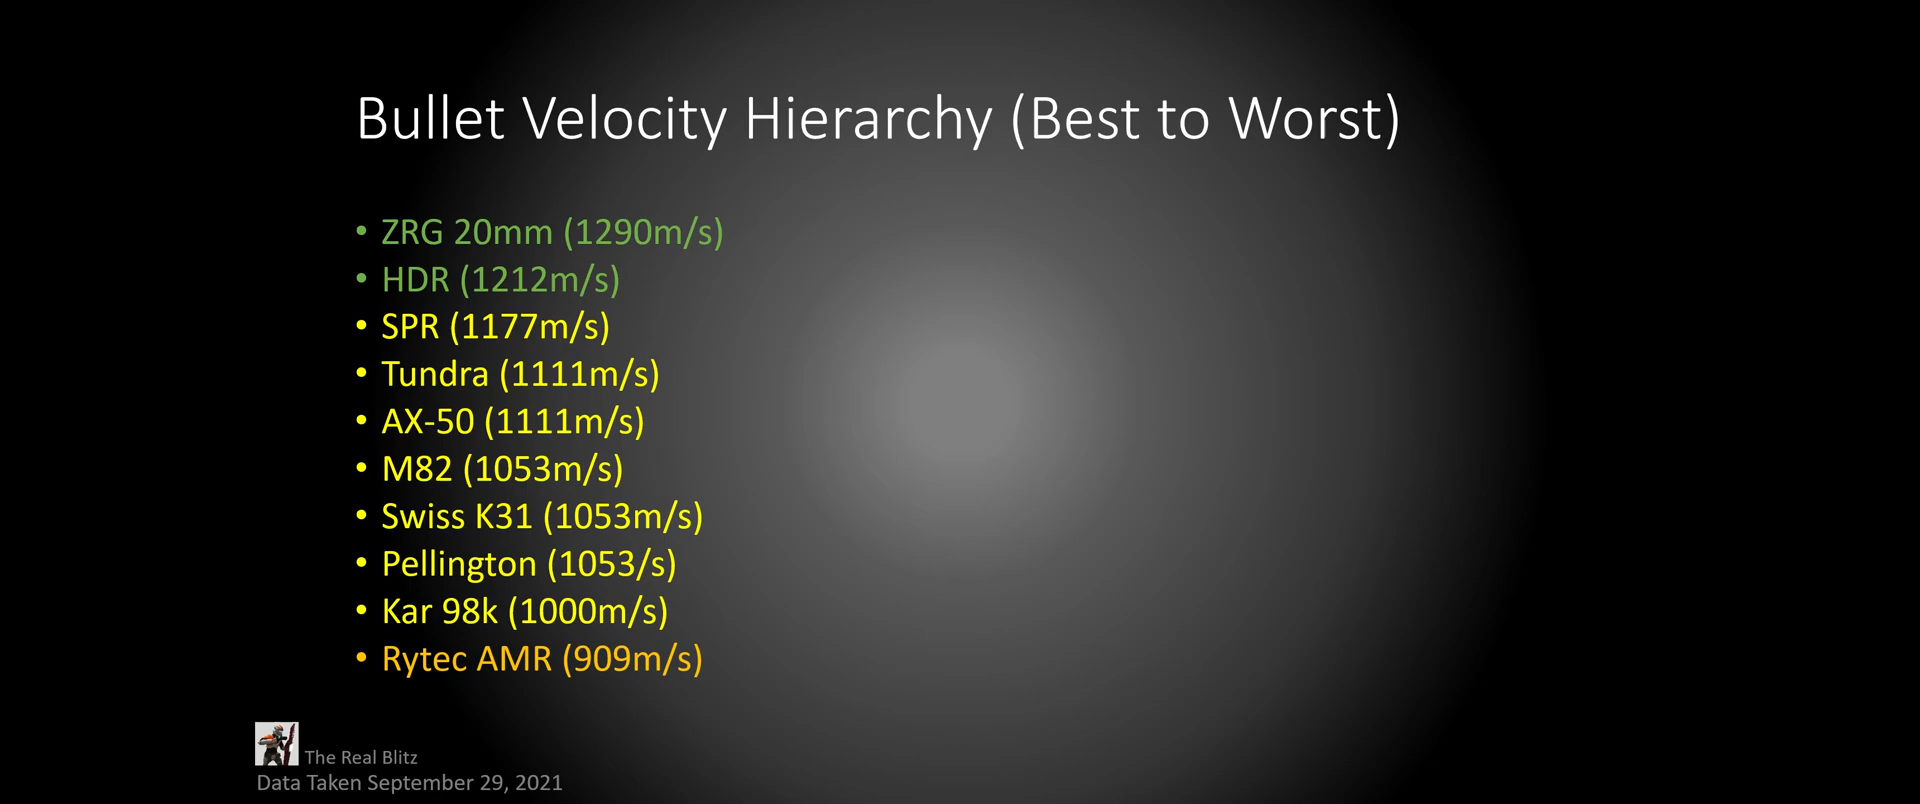 Bullet Velocity Hierarchy (Best to Worst)
• ZRG 20mm (1290m/s)
• HDR (1212m/s)
• SPR (1177m/s)
• Tundra (1111m/s)
• AX-50 (1111m/s)
• M82 (1053m/s)
• Swiss K31 (1053m/s)
• Pellington (1053/s)
• Kar 98k (1000m/s)
• Rytec AMR (909m/s)
The Real Blitz
Data Taken September 29, 2021